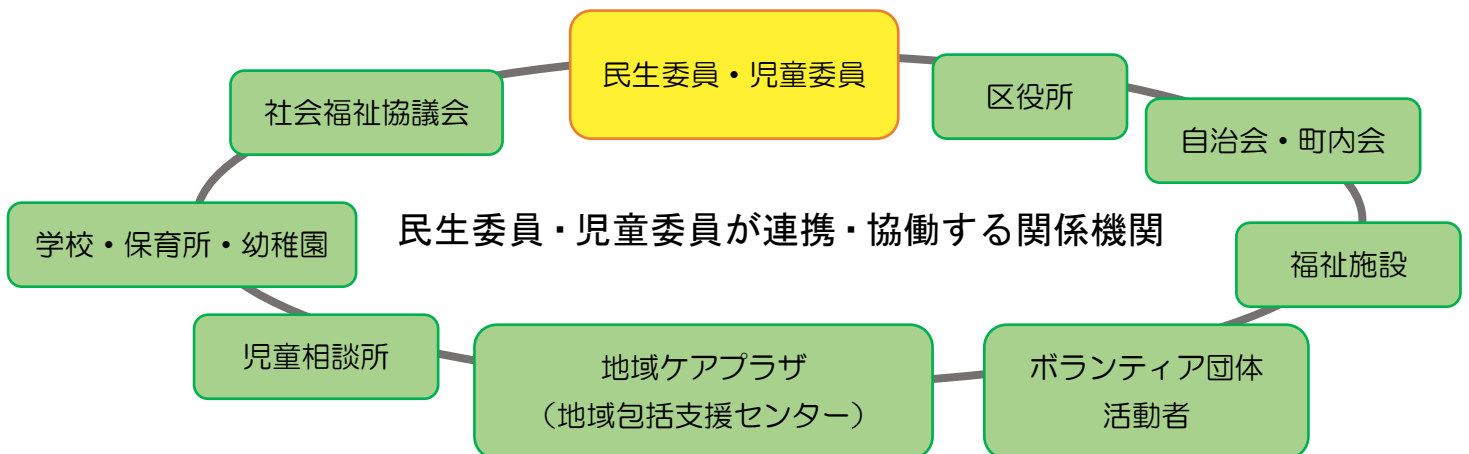 民生委員・児童委員
区役所
社会福祉協議会
自治会・町内会
民生委員・児童委員が連携・協働する関係機関
学校・保育所・幼稚園
福祉施設
児童相談所
地域ケアプラザ
（地域包括支援センター）
ボランティア団体
活動者